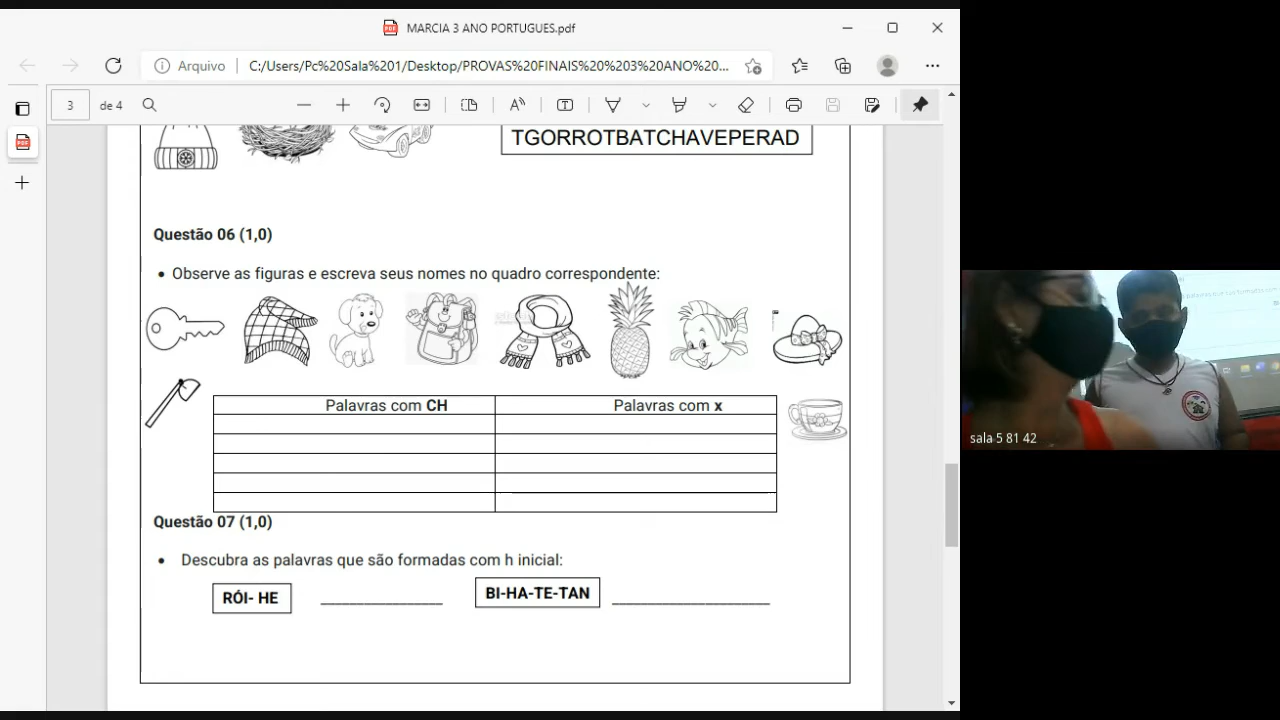 MARCIA 3 ANO PORTUGUES.pdf
Arquivo
C:/Users/Pc%20Sala%201/Desktop/PROVAS%20FINAIS%20%203%20ANO%20...
3 de 4
TGORROTBATCHAVEPERAD
Questão 06 (1,0)
• Observe as figuras e escreva seus nomes no quadro correspondente:
Palavras com CH
Palavras com x
Questão 07 (1,0)
• Descubra as palavras que são formadas com h inicial:
RÓI- HE
BI-HA-TE-TAN
sala 5 81 42